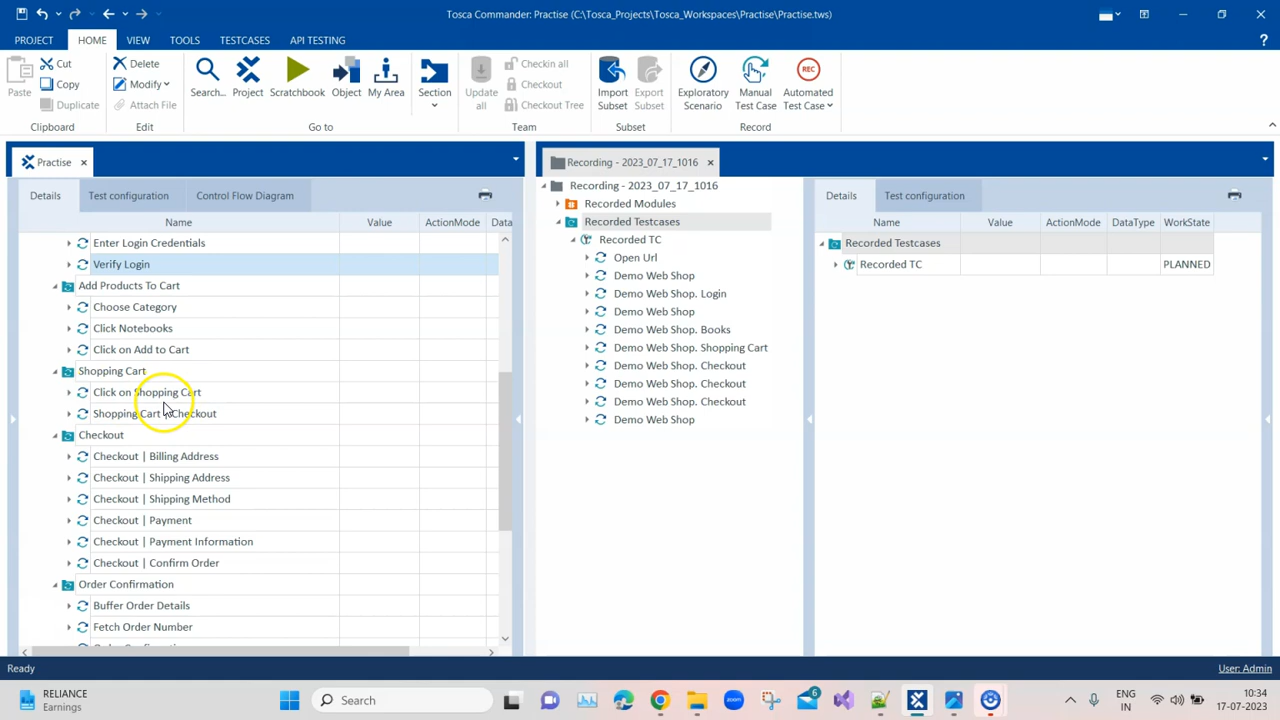 Tosca Commander: Practise (C:\Tosca_Projects\Tosca_Workspaces\Practise\Practise.tws)
PROJECT HOME VIEW TOOLS TESTCASES API TESTING
Paste Cut Copy Duplicate
Delete Modify Attach File
Search... Project Scratchbook Object My Area Section
Update all Checkin all Checkout Checkout Tree
Import Subset Export Subset
Exploratory Scenario Manual Test Case REC Automated Test Case
Clipboard Edit Go to Team Subset Record
Practise
Details Test configuration Control Flow Diagram
Name Value ActionMode Data
Enter Login Credentials
Verify Login
Add Products To Cart
Choose Category
Click Notebooks
Click on Add to Cart
Shopping Cart
Click on Shopping Cart
Shopping Cart Checkout
Checkout
Checkout | Billing Address
Checkout | Shipping Address
Checkout | Shipping Method
Checkout | Payment
Checkout | Payment Information
Checkout | Confirm Order
Order Confirmation
Buffer Order Details
Fetch Order Number
Recording - 2023_07_17_1016
Recording - 2023_07_17_1016
Recorded Modules
Recorded Testcases
Recorded TC
Open Url
Demo Web Shop
Demo Web Shop. Login
Demo Web Shop
Demo Web Shop. Books
Demo Web Shop. Shopping Cart
Demo Web Shop. Checkout
Demo Web Shop. Checkout
Demo Web Shop. Checkout
Demo Web Shop
Details Test configuration
Name Value ActionMode DataType WorkState
Recorded Testcases
Recorded TC PLANNED
Ready User: Admin
RELIANCE
Earnings
Search
6
ENG
IN
10:34
17-07-2023